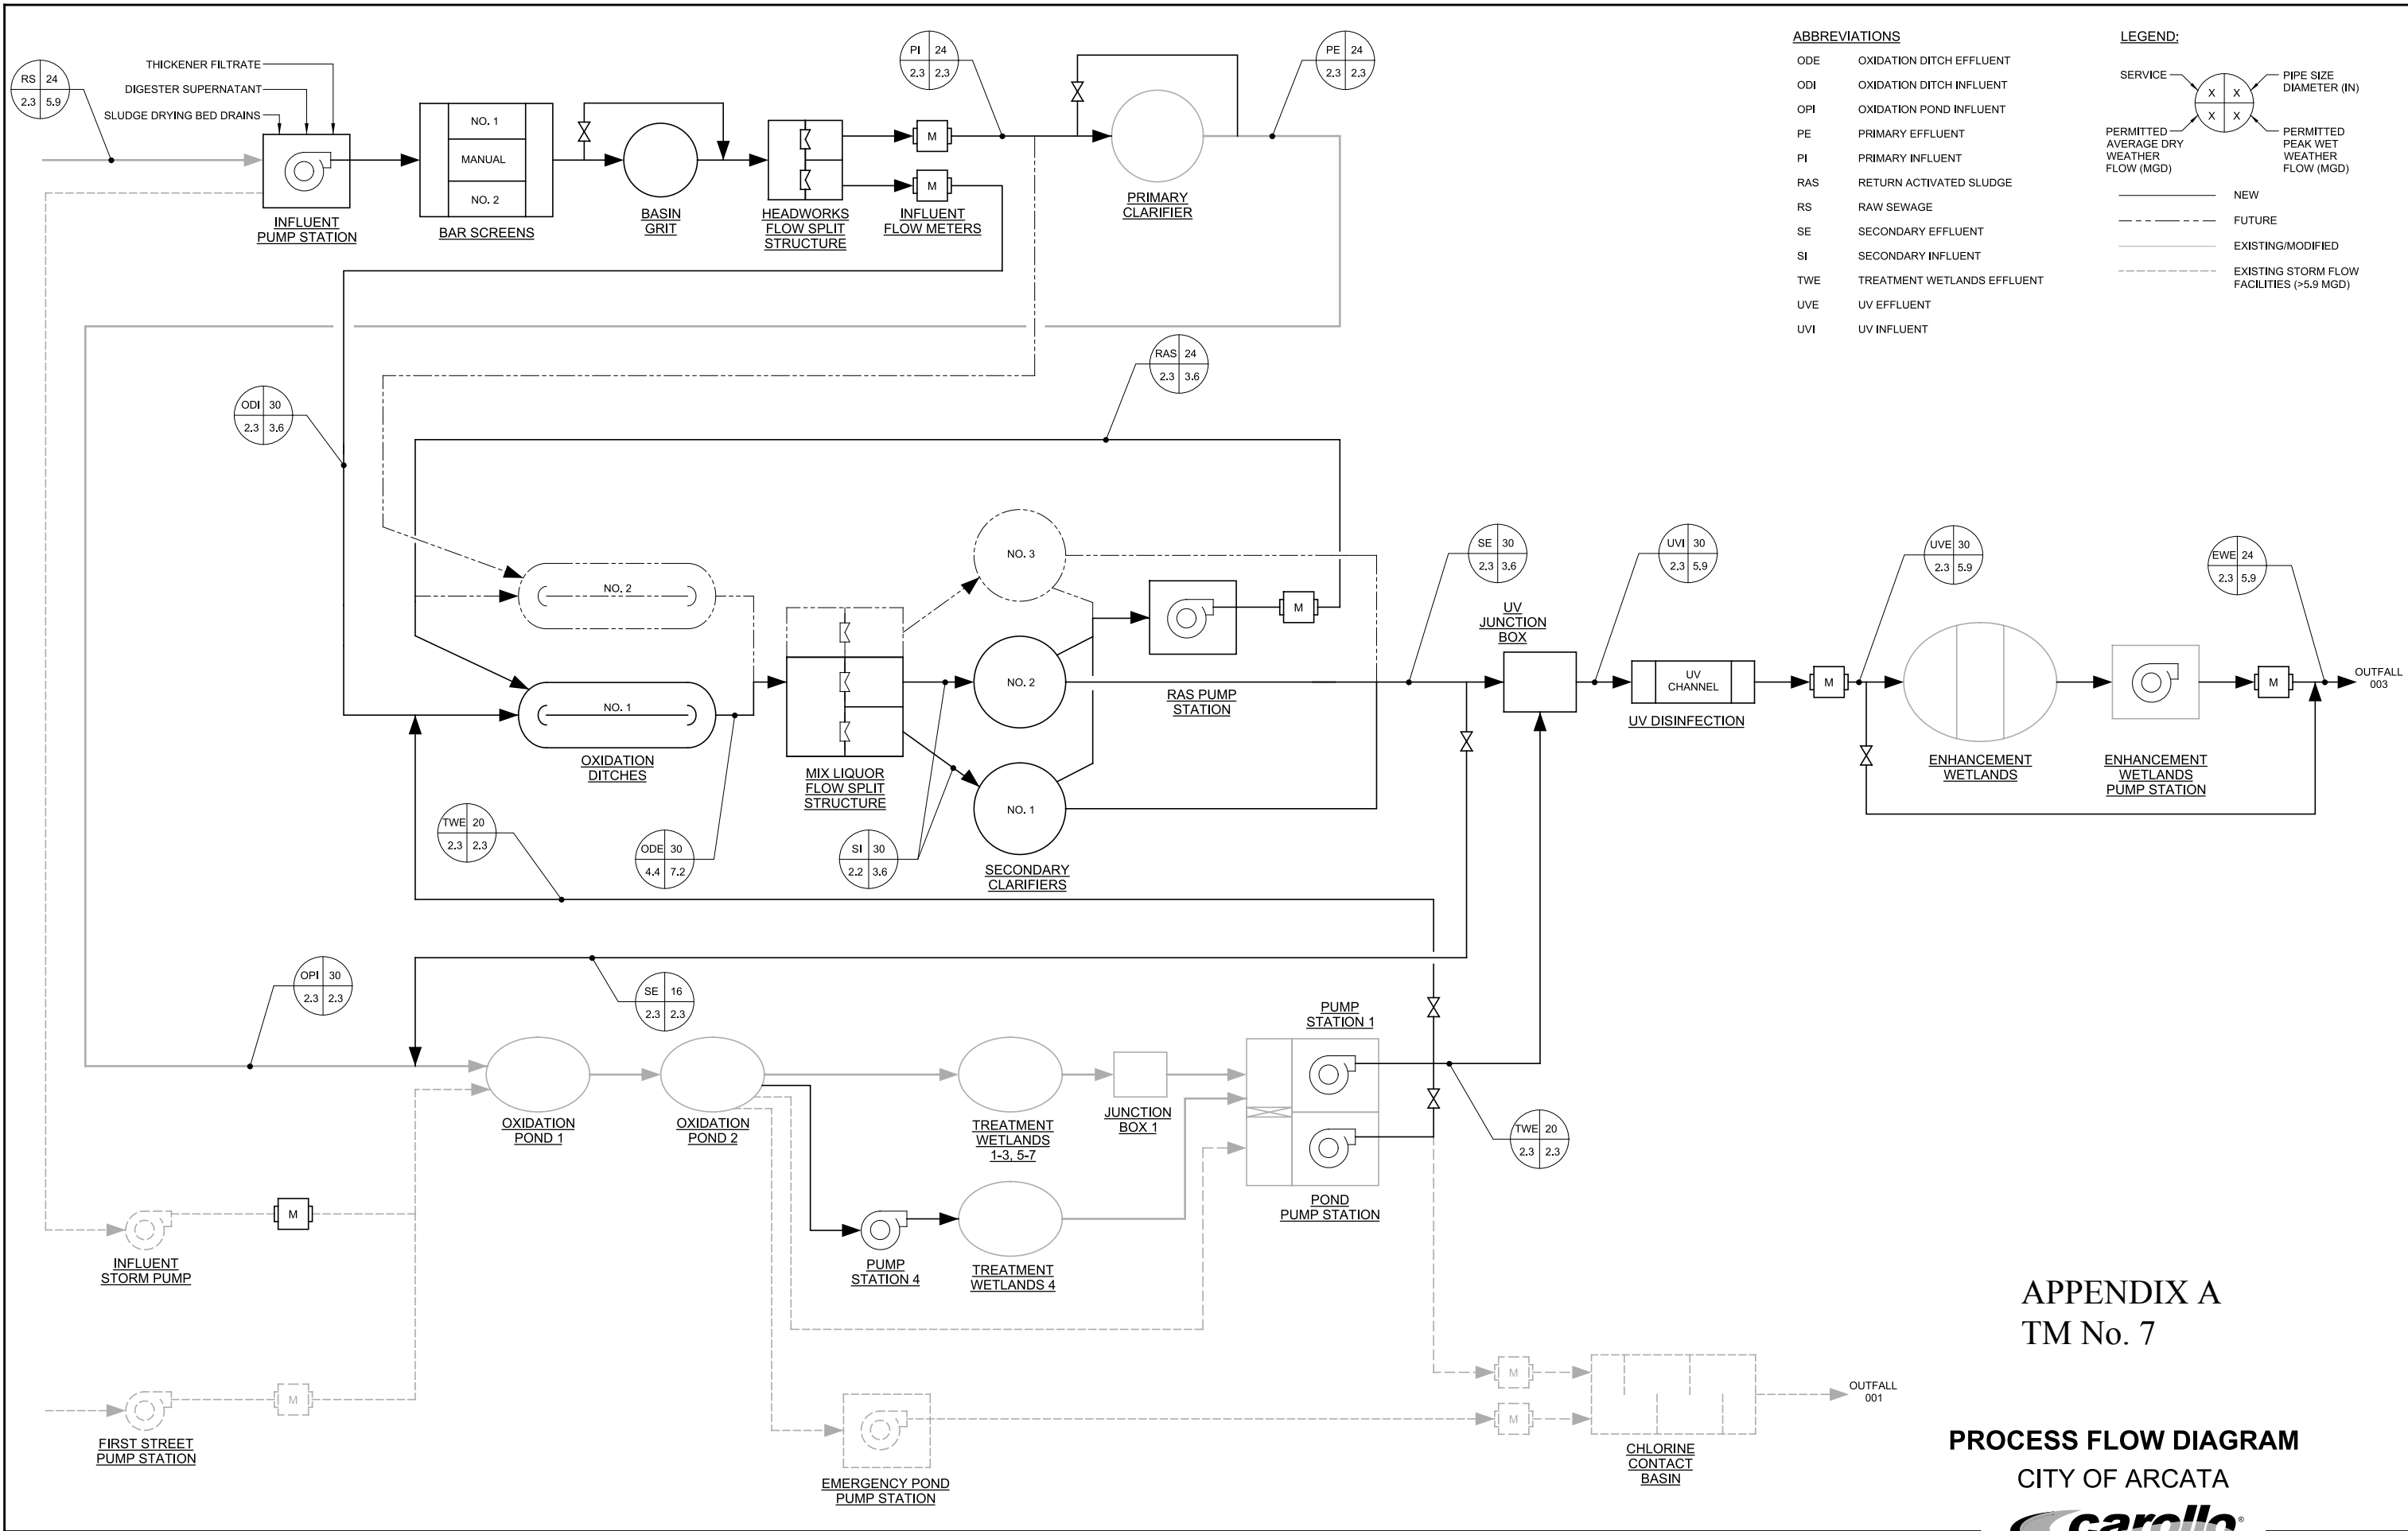 RS 24
2.3 5.9
THICKENER FILTRATE
DIGESTER SUPERNATANT
SLUDGE DRYING BED DRAINS
INFLUENT
PUMP STATION
NO. 1
MANUAL
NO. 2
BAR SCREENS
BASIN
GRIT
HEADWORKS
FLOW SPLIT
STRUCTURE
M
M
INFLUENT
FLOW METERS
PI 24
2.3 2.3
PRIMARY
CLARIFIER
PE 24
2.3 2.3
ABBREVIATIONS
ODE OXIDATION DITCH EFFLUENT
ODI OXIDATION DITCH INFLUENT
OPI OXIDATION POND INFLUENT
PE PRIMARY EFFLUENT
PI PRIMARY INFLUENT
RAS RETURN ACTIVATED SLUDGE
RS RAW SEWAGE
SE SECONDARY EFFLUENT
SI SECONDARY INFLUENT
TWE TREATMENT WETLANDS EFFLUENT
UVE UV EFFLUENT
UVI UV INFLUENT
LEGEND:
SERVICE
X X
X X
PIPE SIZE
DIAMETER (IN)
PERMITTED
AVERAGE DRY
WEATHER
FLOW (MGD)
PERMITTED
PEAK WET
WEATHER
FLOW (MGD)
NEW
FUTURE
EXISTING/MODIFIED
EXISTING STORM FLOW
FACILITIES (>5.9 MGD)
RAS 24
2.3 3.6
ODI 30
2.3 3.6
NO. 2
NO. 1
OXIDATION
DITCHES
MIX LIQUOR
FLOW SPLIT
STRUCTURE
NO. 3
NO. 2
NO. 1
SECONDARY
CLARIFIERS
M
RAS PUMP
STATION
SE 30
2.3 3.6
UV
JUNCTION
BOX
UVI 30
2.3 5.9
UV
CHANNEL
UV DISINFECTION
M
UVE 30
2.3 5.9
ENHANCEMENT
WETLANDS
ENHANCEMENT
WETLANDS
PUMP STATION
M
EWE 24
2.3 5.9
OUTFALL
003
TWE 20
2.3 2.3
ODE 30
4.4 7.2
SI 30
2.2 3.6
OPI 30
2.3 2.3
SE 16
2.3 2.3
OXIDATION
POND 1
OXIDATION
POND 2
TREATMENT
WETLANDS
1-3, 5-7
JUNCTION
BOX 1
PUMP
STATION 1
POND
PUMP STATION
TWE 20
2.3 2.3
INFLUENT
STORM PUMP
M
PUMP
STATION 4
TREATMENT
WETLANDS 4
FIRST STREET
PUMP STATION
M
EMERGENCY POND
PUMP STATION
M
M
CHLORINE
CONTACT
BASIN
OUTFALL
001
APPENDIX A
TM No. 7
PROCESS FLOW DIAGRAM
CITY OF ARCATA
carollo®